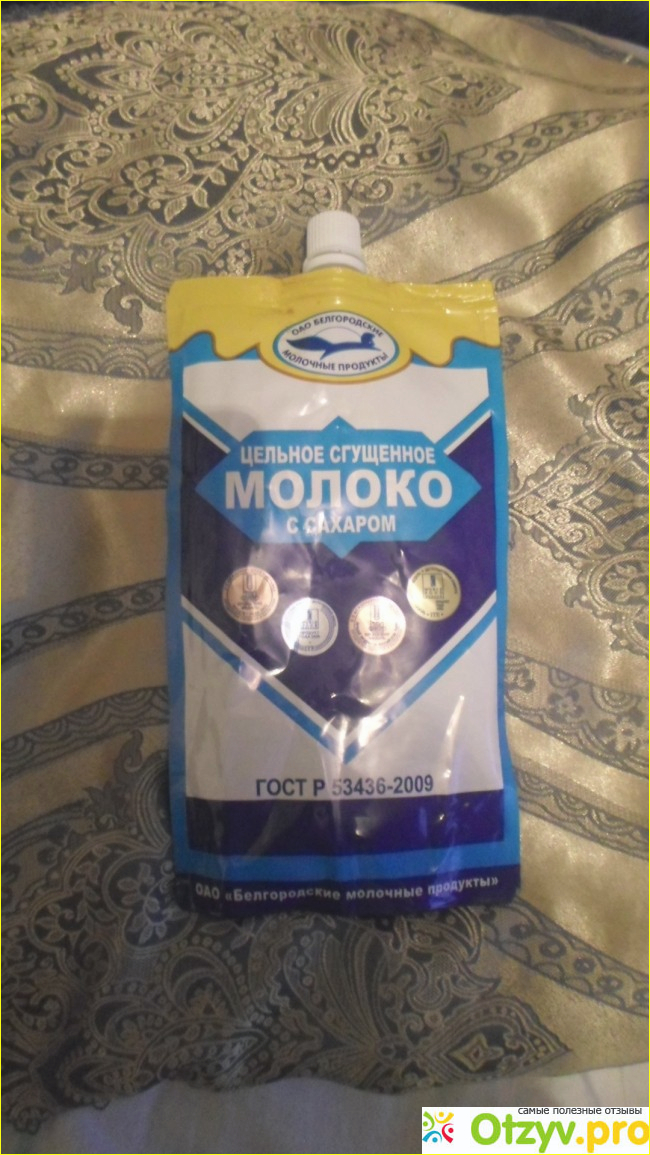 ОАО БЕЛГОРОДСКИЕ
МОЛОЧНЫЕ ПРОДУКТЫ
ЦЕЛЬНОЕ СГУЩЕННОЕ
МОЛОКО
С САХАРОМ
ГОСТ Р 53436-2009
ОАО «Белгородские молочные продукты»
самые полезные отзывы
Otzyv.pro